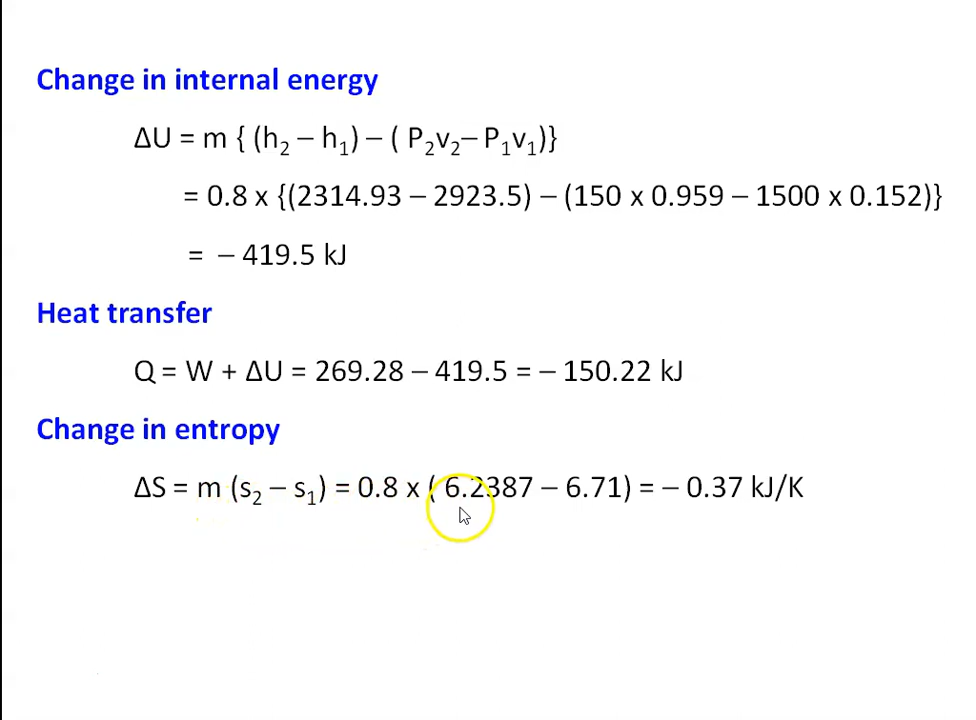 Change in internal energy
ΔU = m { (h₂ – h₁) – ( P₂v₂– P₁v₁)}
= 0.8 x {(2314.93 – 2923.5) – (150 x 0.959 – 1500 x 0.152)}
= – 419.5 kJ
Heat transfer
Q = W + ΔU = 269.28 – 419.5 = – 150.22 kJ
Change in entropy
ΔS = m (s₂ – s₁) = 0.8 x ( 6.2387 – 6.71) = – 0.37 kJ/K